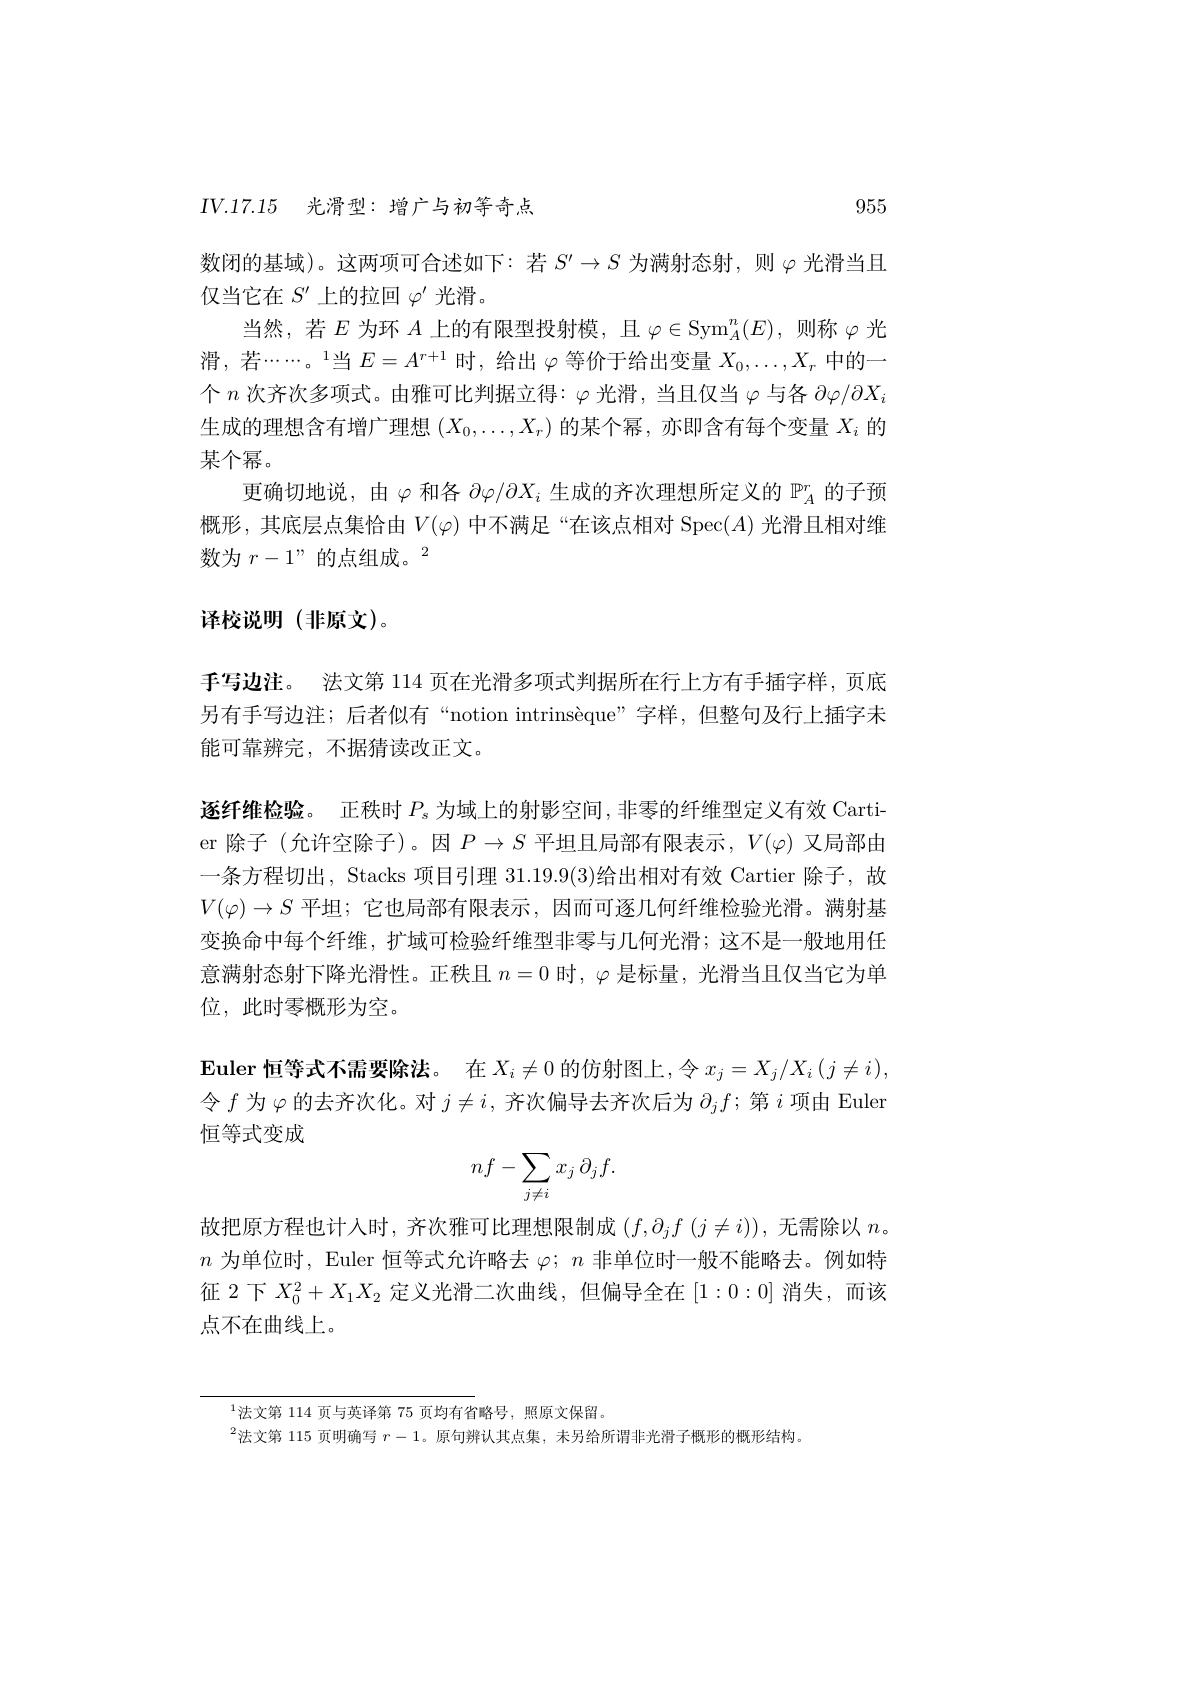 IV.17.15 光滑型：增广与初等奇点 955
数闭的基域）。这两项可合述如下：若 S′ → S 为满射态射，则 φ 光滑当且
仅当它在 S′ 上的拉回 φ′ 光滑。
当然，若 E 为环 A 上的有限型投射模，且 φ ∈ Symⁿ_A(E)，则称 φ 光
滑，若……。¹当 E = A^{r+1} 时，给出 φ 等价于给出变量 X₀, . . . , X_r 中的一
个 n 次齐次多项式。由雅可比判据立得：φ 光滑，当且仅当 φ 与各 ∂φ/∂X_i
生成的理想含有增广理想 (X₀, . . . , X_r) 的某个幂，亦即含有每个变量 X_i 的
某个幂。
更确切地说，由 φ 和各 ∂φ/∂X_i 生成的齐次理想所定义的 ℙ^r_A 的子预
概形，其底层点集恰由 V(φ) 中不满足“在该点相对 Spec(A) 光滑且相对维
数为 r − 1”的点组成。²
译校说明（非原文）。
手写边注。 法文第 114 页在光滑多项式判据所在行上方有手插字样，页底
另有手写边注；后者似有“notion intrinsèque”字样，但整句及行上插字未
能可靠辨完，不据猜读改正文。
逐纤维检验。 正秩时 P_s 为域上的射影空间，非零的纤维型定义有效 Carti-
er 除子（允许空除子）。因 P → S 平坦且局部有限表示，V(φ) 又局部由
一条方程切出，Stacks 项目引理 31.19.9(3)给出相对有效 Cartier 除子，故
V(φ) → S 平坦；它也局部有限表示，因而可逐几何纤维检验光滑。满射基
变换命中每个纤维，扩域可检验纤维型非零与几何光滑；这不是一般地用任
意满射态射下降光滑性。正秩且 n = 0 时，φ 是标量，光滑当且仅当它为单
位，此时零概形为空。
Euler 恒等式不需要除法。 在 X_i ≠ 0 的仿射图上，令 x_j = X_j/X_i (j ≠ i)，
令 f 为 φ 的去齐次化。对 j ≠ i，齐次偏导去齐次后为 ∂_j f；第 i 项由 Euler
恒等式变成
nf − ∑_{j≠i} x_j ∂_j f.
故把原方程也计入时，齐次雅可比理想限制成 (f, ∂_j f (j ≠ i))，无需除以 n。
n 为单位时，Euler 恒等式允许略去 φ；n 非单位时一般不能略去。例如特
征 2 下 X₀² + X₁X₂ 定义光滑二次曲线，但偏导全在 [1 : 0 : 0] 消失，而该
点不在曲线上。
¹法文第 114 页与英译第 75 页均有省略号，照原文保留。
²法文第 115 页明确写 r − 1。原句辨认其点集，未另给所谓非光滑子概形的概形结构。